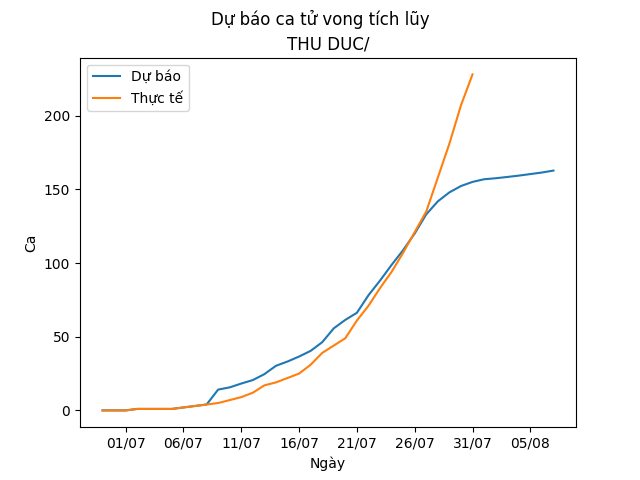 Dự báo ca tử vong tích lũy
THU DUC/
Dự báo
Thực tế
200
150
100
50
0
Ca
01/07 06/07 11/07 16/07 21/07 26/07 31/07 05/08
Ngày